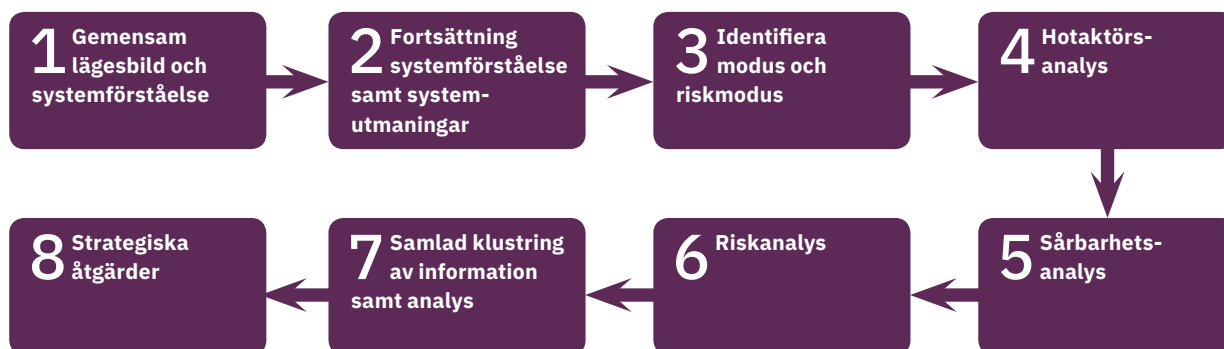 1 Gemensam
lägesbild och
systemförståelse
2 Fortsättning
systemförståelse
samt system-
utmaningar
3 Identifiera
modus och
riskmodus
4 Hotaktörs-
analys
5 Sårbarhets-
analys
6 Riskanalys
7 Samlad klustring
av information
samt analys
8 Strategiska
åtgärder